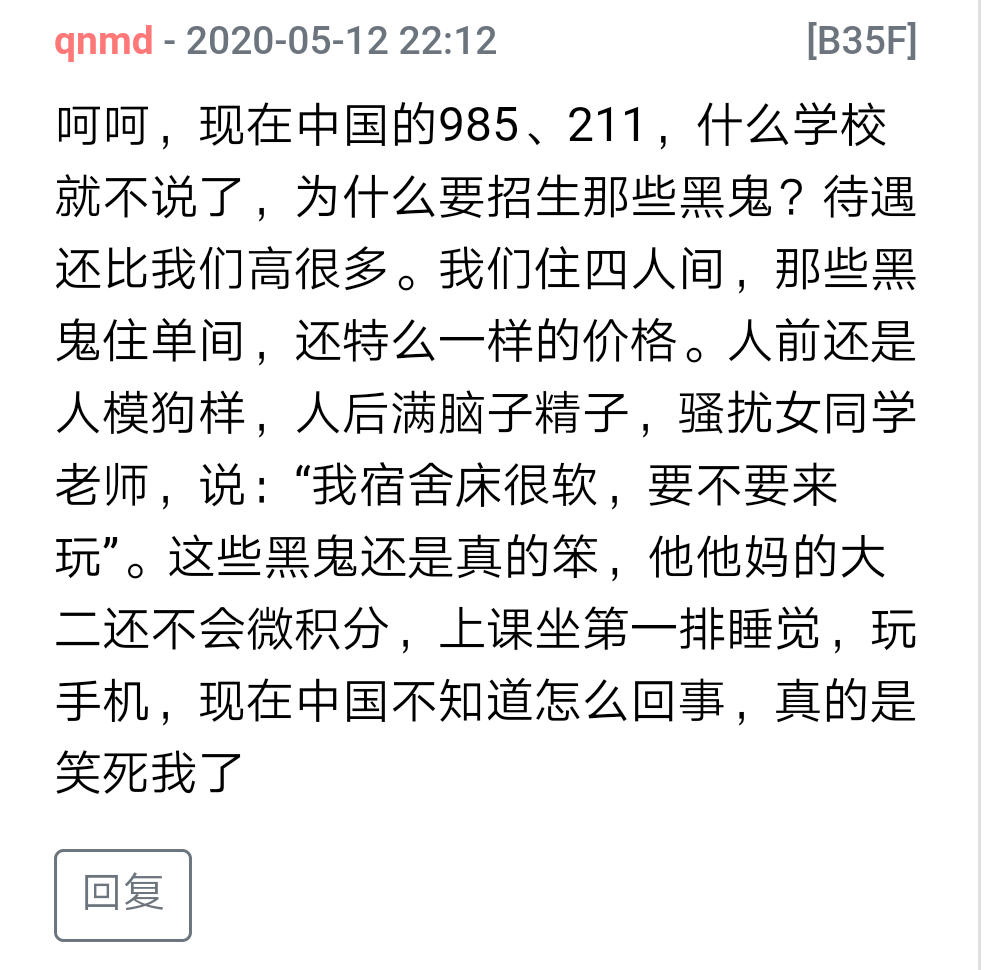 qnmd - 2020-05-12 22:12 [B35F]
呵呵，现在中国的985、211，什么学校
就不说了，为什么要招生那些黑鬼？待遇
还比我们高很多。我们住四人间，那些黑
鬼住单间，还特么一样的价格。人前还是
人模狗样，人后满脑子精子，骚扰女同学
老师，说：“我宿舍床很软，要不要来
玩”。这些黑鬼还是真的笨，他他妈的大
二还不会微积分，上课坐第一排睡觉，玩
手机，现在中国不知道怎么回事，真的是
笑死我了
回复